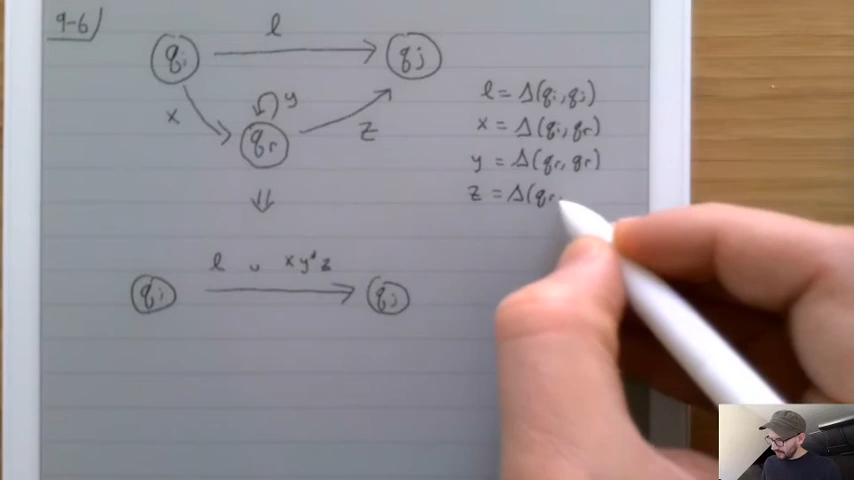 9-6)
l
qi qj
x y z
qr
⇓
l ∪ xy*z
qi qj
l = Δ(qi, qj)
x = Δ(qi, qr)
y = Δ(qr, qr)
z = Δ(qr,